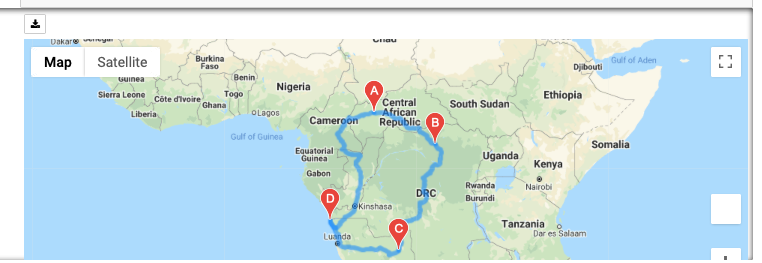 Dakar
Senegal
Chad
Map
Satellite
Burkina
Faso
Djibouti
Gulf of Aden
Guinea
Benin
Nigeria
Sierra Leone
Côte d'Ivoire
Togo
Ghana
Liberia
Lagos
Cameroon
Central
African
Republic
South Sudan
Ethiopia
A
B
Somalia
Gulf of Guinea
Equatorial
Guinea
Gabon
Uganda
Kenya
Nairobi
DRC
Rwanda
Burundi
D
Kinshasa
C
Luanda
Tanzania
Dar es Salaam